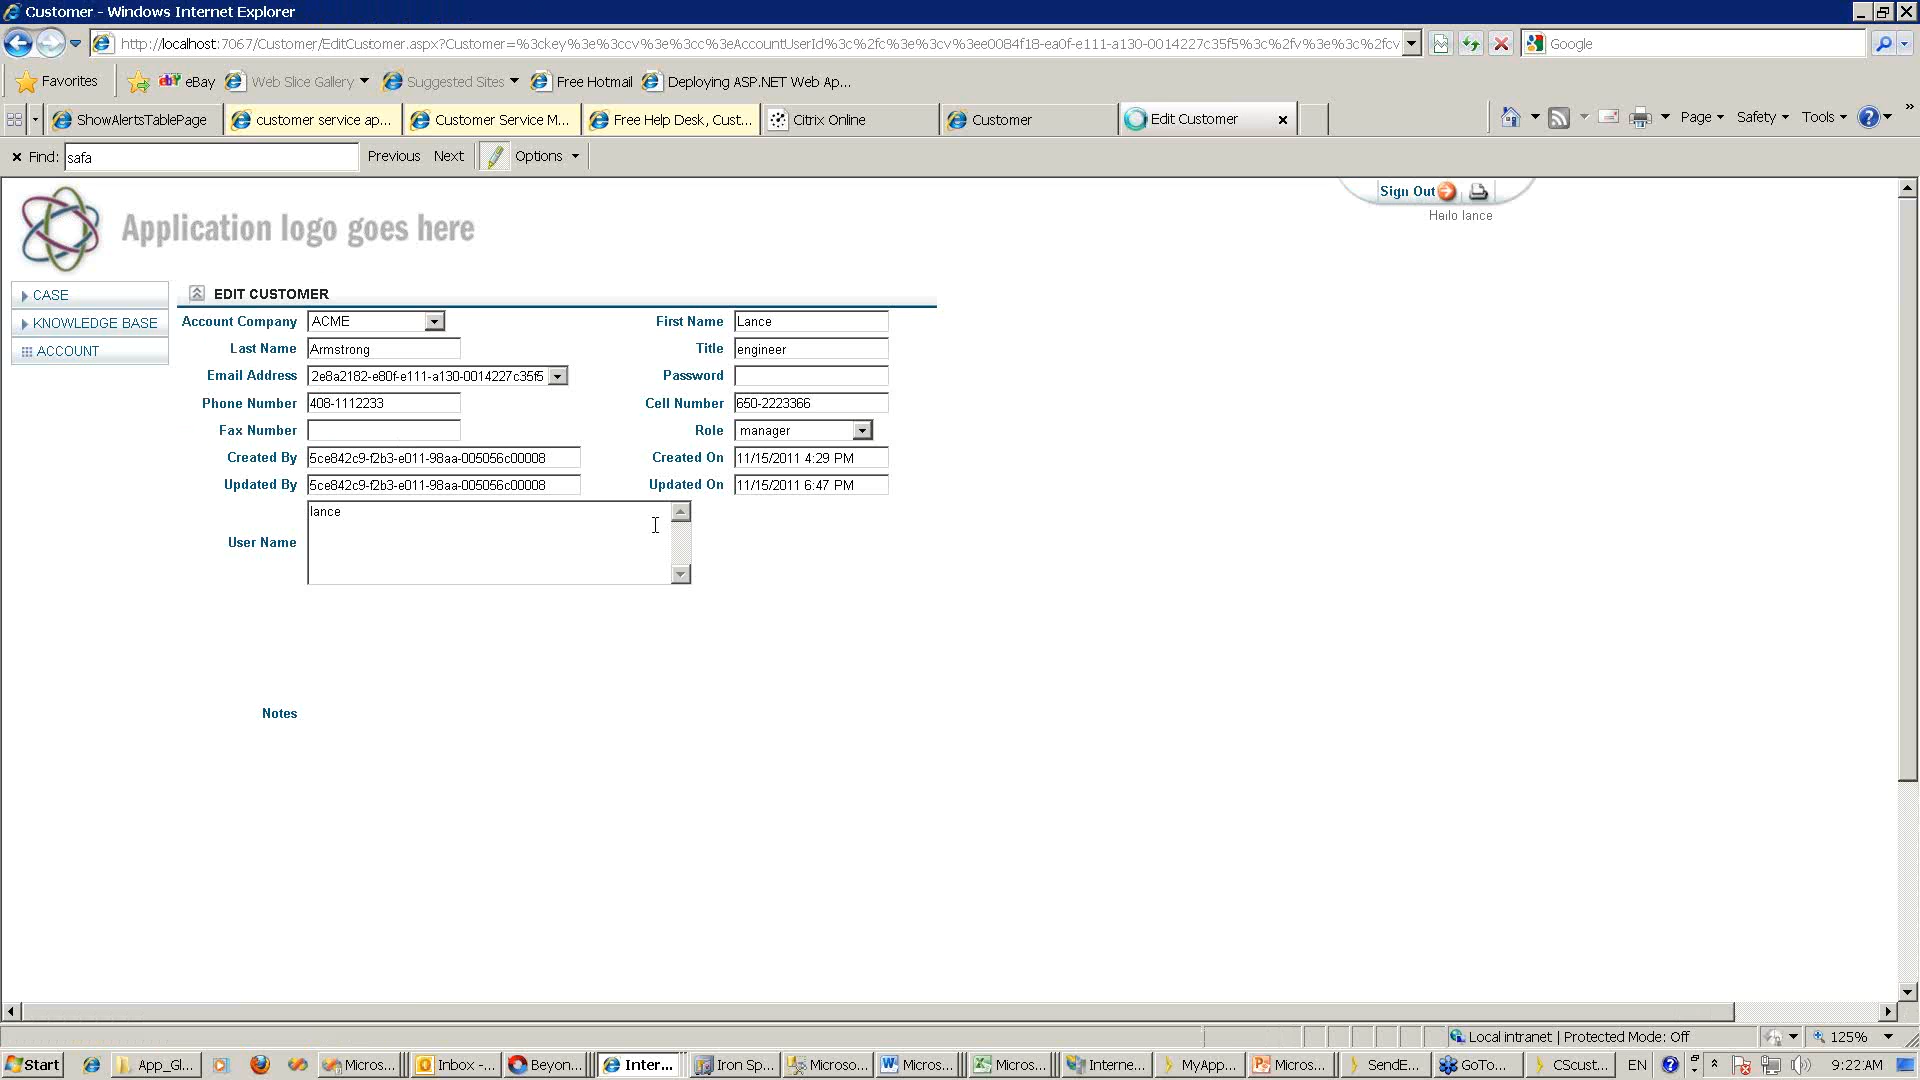 Customer - Windows Internet Explorer
http://localhost:7067/Customer/EditCustomer.aspx?Customer=%3ckey%3e%3ccv%3e%3cc%3eAccountUserId%3c%2fc%3e%3cv%3ee0084f18-ea0f-e111-a130-0014227c35f5%3c%2fv%3e%3c%2fcv
Google
Favorites eBay Web Slice Gallery Suggested Sites Free Hotmail Deploying ASP.NET Web Ap...
ShowAlertsTablePage customer service ap... Customer Service M... Free Help Desk, Cust... Citrix Online Customer Edit Customer Page Safety Tools
Find: safa Previous Next Options
Sign Out
Hello lance
Application logo goes here
CASE
KNOWLEDGE BASE
ACCOUNT
EDIT CUSTOMER
Account Company ACME First Name Lance
Last Name Armstrong Title engineer
Email Address 2e8a2182-e80f-e111-a130-0014227c35f5 Password
Phone Number 408-1112233 Cell Number 650-2223366
Fax Number Role manager
Created By 5ce842c9-f2b3-e011-98aa-005056c00008 Created On 11/15/2011 4:29 PM
Updated By 5ce842c9-f2b3-e011-98aa-005056c00008 Updated On 11/15/2011 6:47 PM
User Name lance
Notes
Local intranet | Protected Mode: Off 125%
Start App_Gl... Micros... Inbox -... Beyon... Inter... Iron Sp... Microso... Micros... Micros... Interne... MyApp... Micros... SendE... GoTo... CScust... EN 9:22 AM